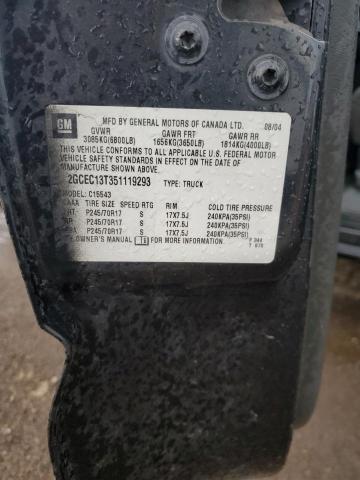 GM
MFD BY GENERAL MOTORS OF CANADA LTD. 08/04
GVWR GAWR FRT GAWR RR
3085KG(6800LB) 1656KG(3650LB) 1814KG(4000LB)
THIS VEHICLE CONFORMS TO ALL APPLICABLE U.S. FEDERAL MOTOR
VEHICLE SAFETY STANDARDS IN EFFECT ON THE DATE OF MANUFACTURE
SHOWN ABOVE.
2GCEC13T351119293 TYPE: TRUCK
MODEL: C15543
TIRE SIZE SPEED RTG RIM COLD TIRE PRESSURE
P245/70R17 S 17X7.5J 240KPA(35PSI)
P245/70R17 S 17X7.5J 240KPA(35PSI)
P245/70R17 S 17X7.5J 240KPA(35PSI)
OWNER'S MANUAL